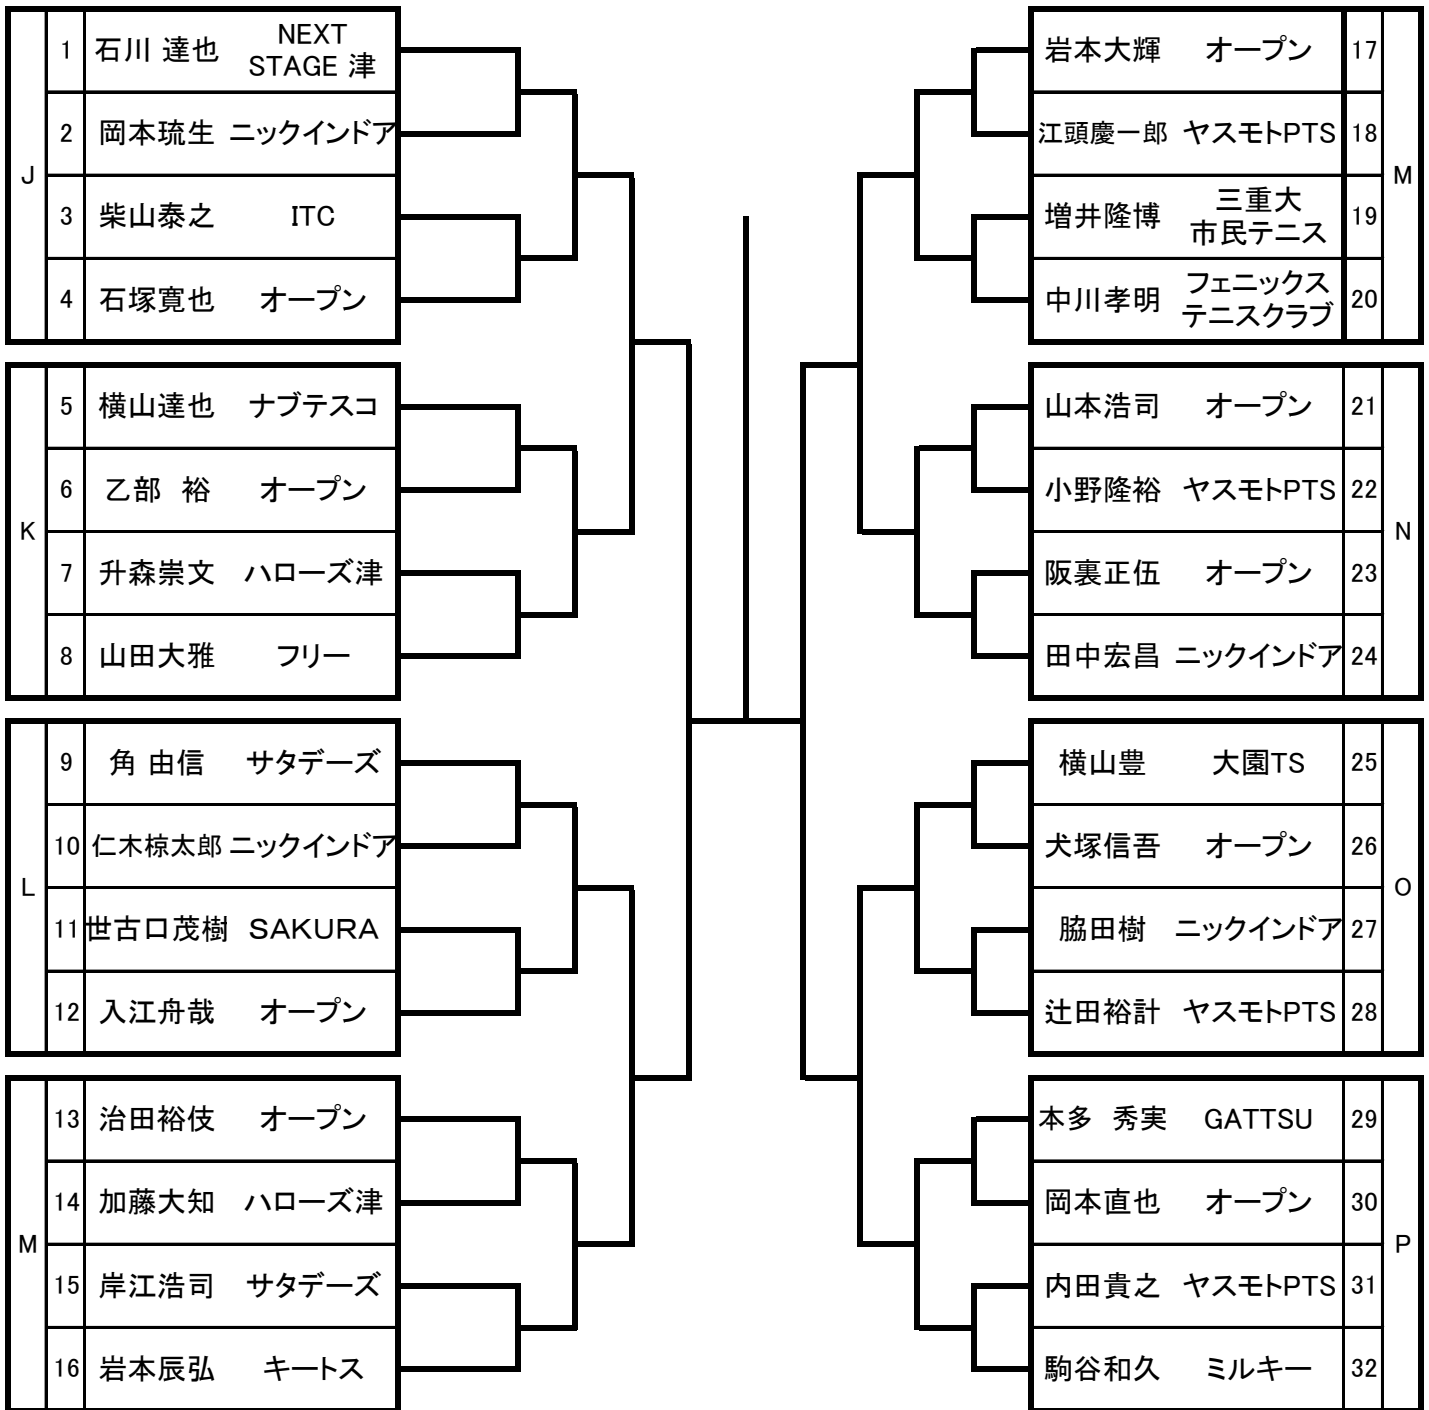 J
1 石川 達也 NEXT
STAGE 津
2 岡本琉生 ニックインドア
3 柴山泰之 ITC
4 石塚寛也 オープン
K
5 横山達也 ナブテスコ
6 乙部 裕 オープン
7 升森崇文 ハローズ津
8 山田大雅 フリー
L
9 角 由信 サタデーズ
10 仁木椋太郎 ニックインドア
11 世古口茂樹 SAKURA
12 入江舟哉 オープン
M
13 治田裕伎 オープン
14 加藤大知 ハローズ津
15 岸江浩司 サタデーズ
16 岩本辰弘 キートス
岩本大輝 オープン 17
江頭慶一郎 ヤスモトPTS 18
M
増井隆博 三重大
市民テニス 19
中川孝明 フェニックス
テニスクラブ 20
山本浩司 オープン 21
小野隆裕 ヤスモトPTS 22
N
阪裏正伍 オープン 23
田中宏昌 ニックインドア 24
横山豊 大園TS 25
犬塚信吾 オープン 26
O
脇田樹 ニックインドア 27
辻田裕計 ヤスモトPTS 28
本多 秀実 GATTSU 29
岡本直也 オープン 30
P
内田貴之 ヤスモトPTS 31
駒谷和久 ミルキー 32